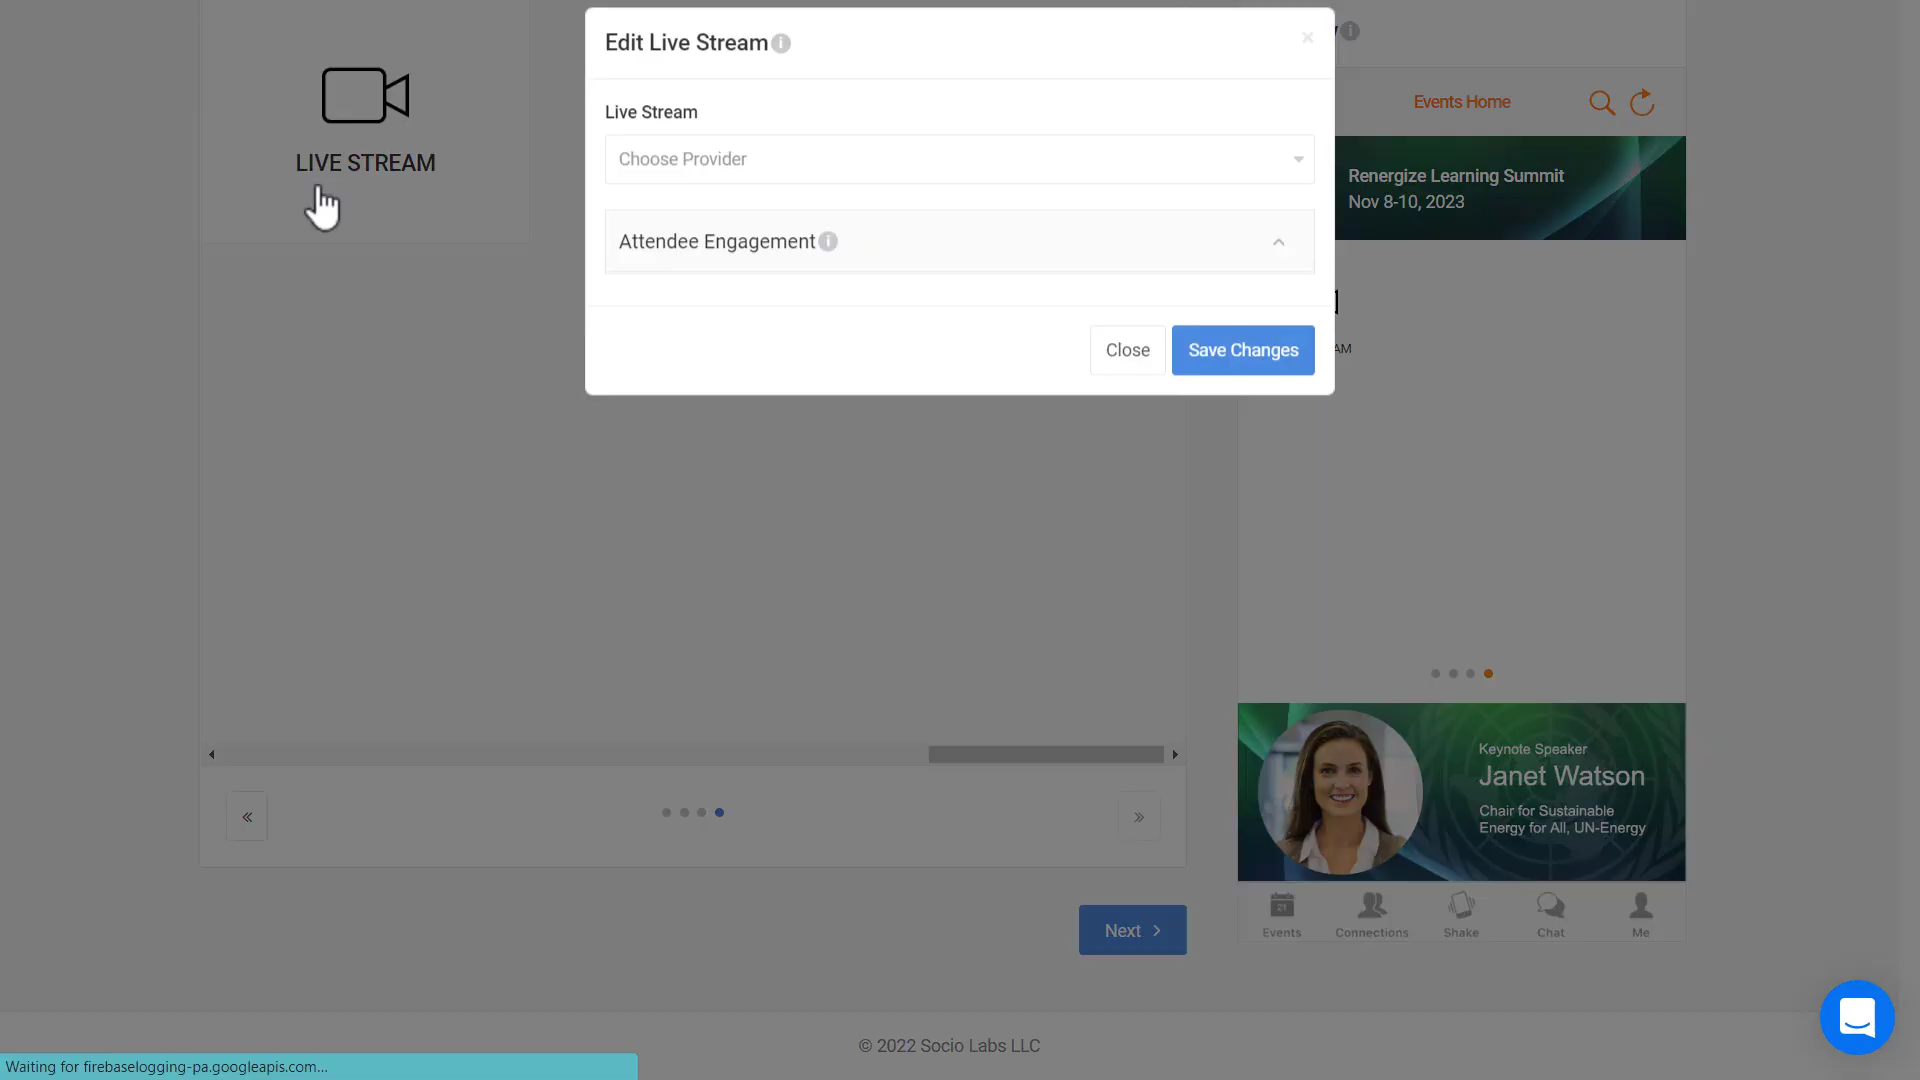 Edit Live Stream
Live Stream
Choose Provider
Attendee Engagement
Close
Save Changes
LIVE STREAM
Events Home
Renergize Learning Summit
Nov 8-10, 2023
AM
Keynote Speaker
Janet Watson
Chair for Sustainable
Energy for All, UN-Energy
21
Events
Connections
Shake
Chat
Me
Next
© 2022 Socio Labs LLC
Waiting for firebaselogging-pa.googleapis.com...